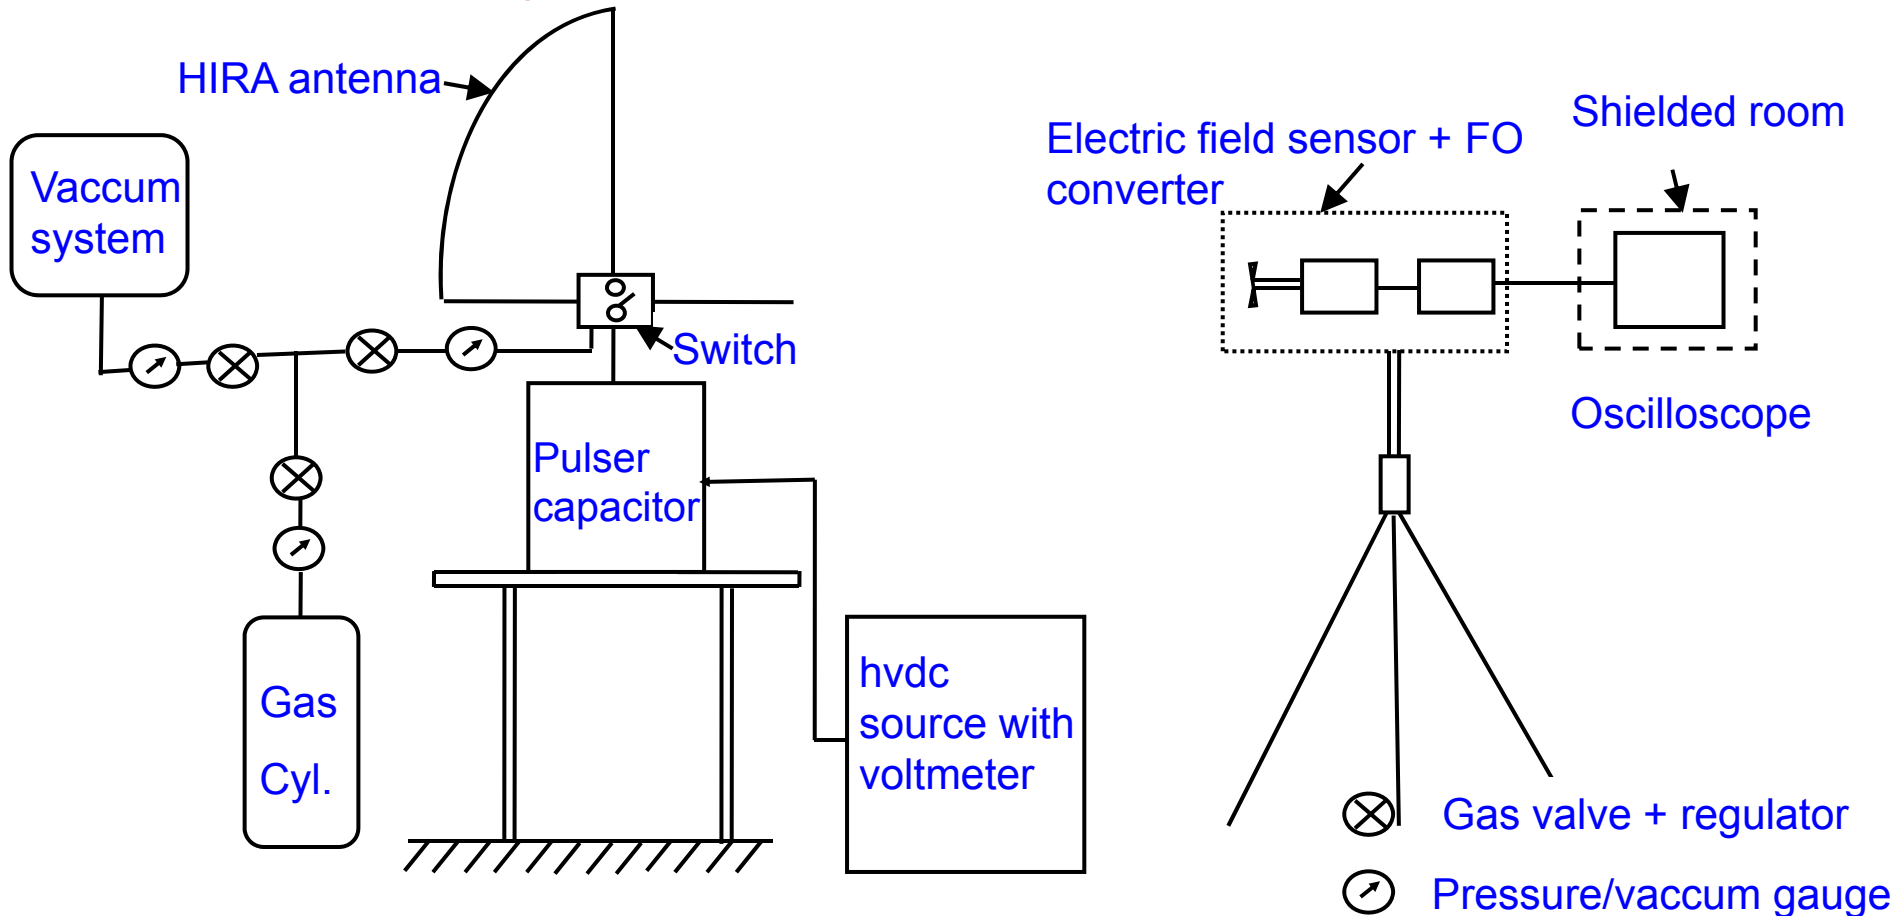 HIRA antenna
Vaccum
system
Switch
Pulser
capacitor
Gas
Cyl.
hvdc
source with
voltmeter
Electric field sensor + FO
converter
Shielded room
Oscilloscope
Gas valve + regulator
Pressure/vaccum gauge